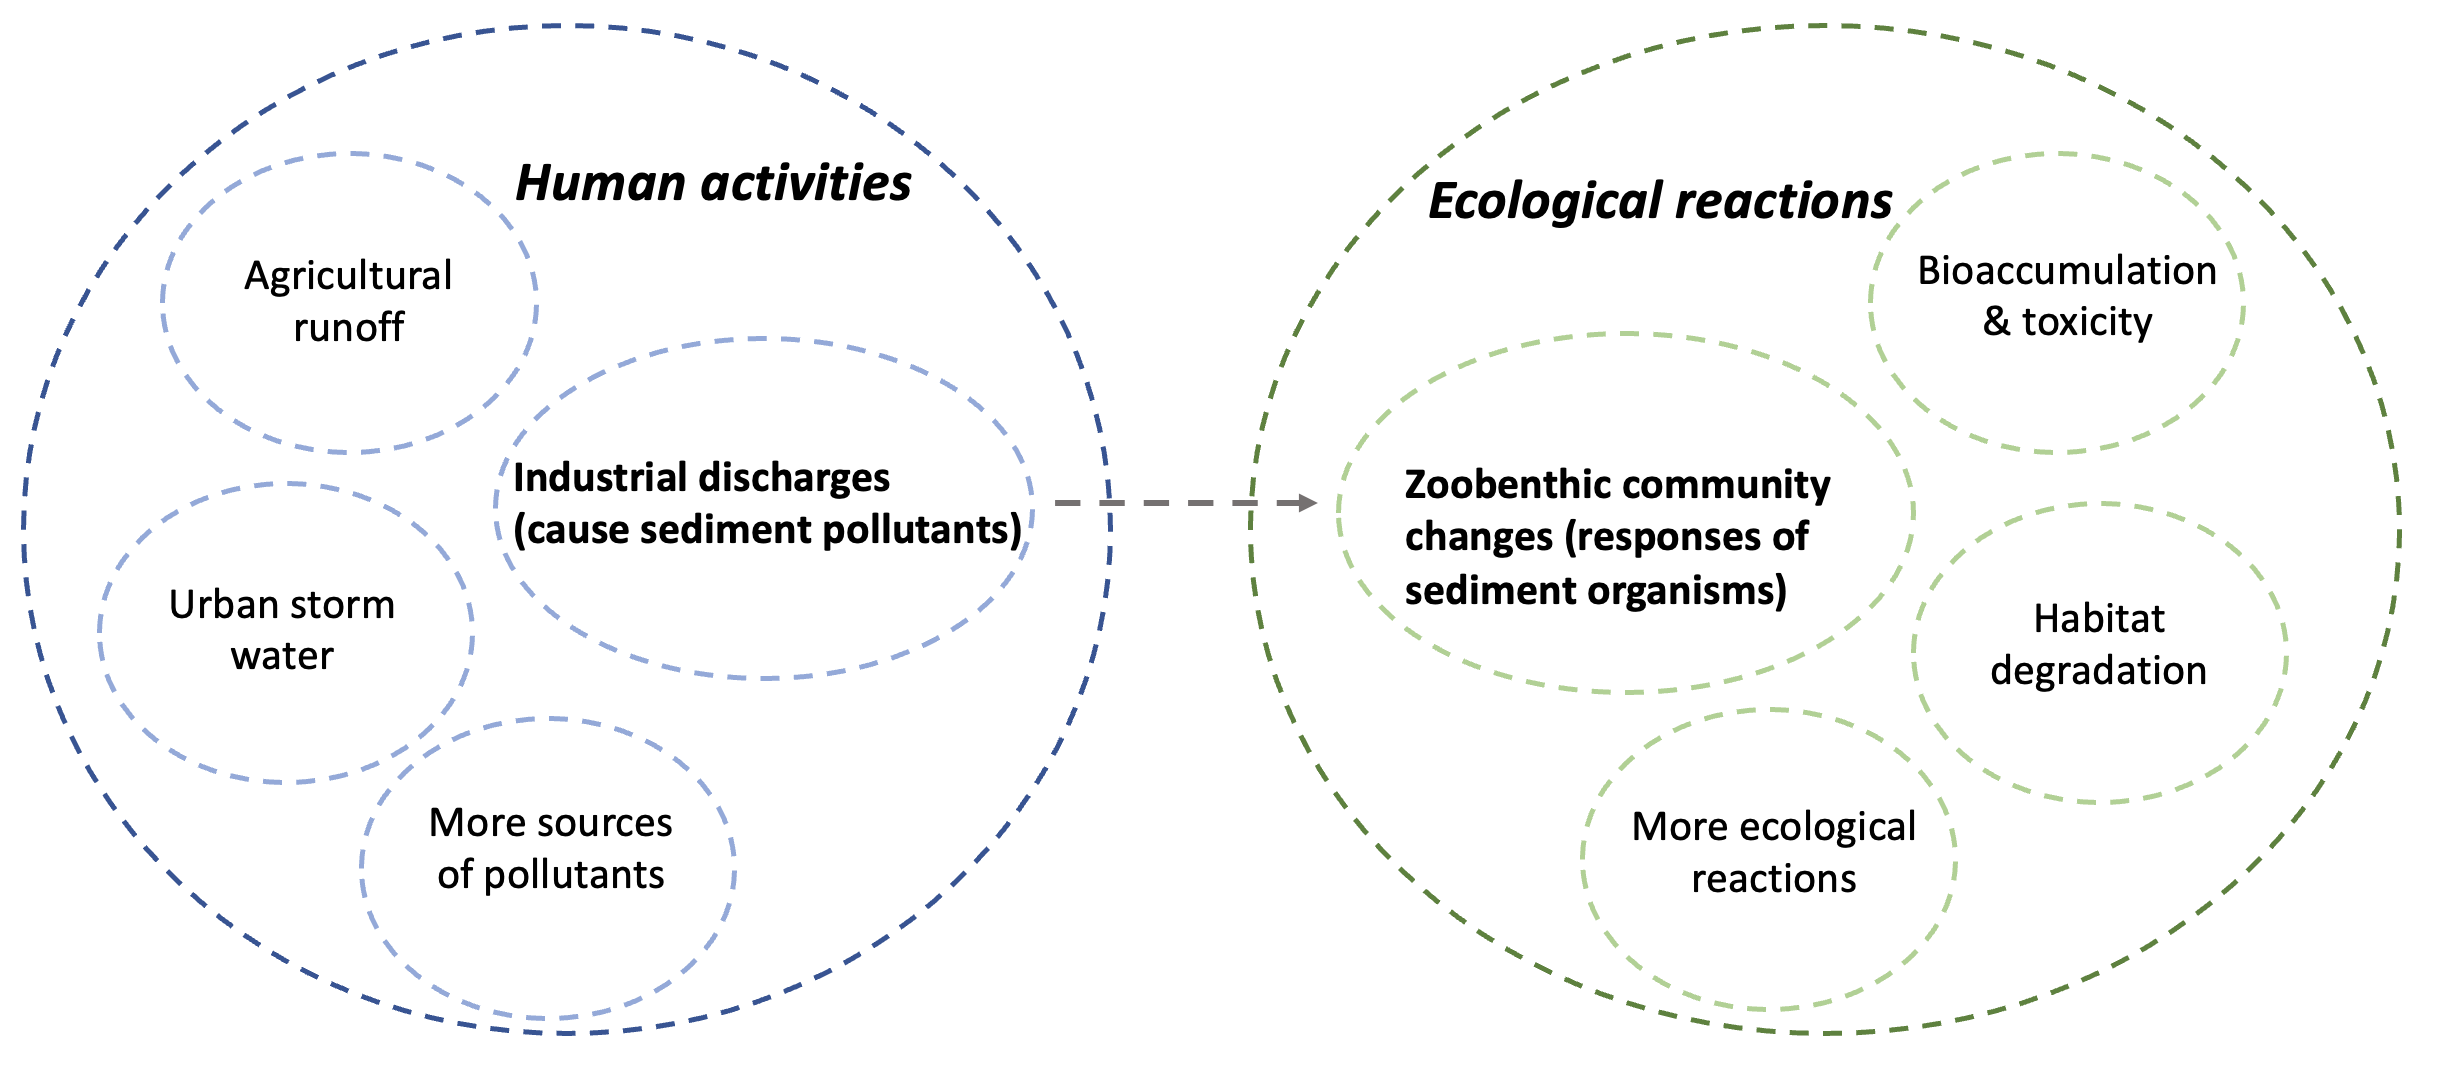 Human activities
Agricultural
runoff
Industrial discharges
(cause sediment pollutants)
Urban storm
water
More sources
of pollutants
Ecological reactions
Bioaccumulation
& toxicity
Zoobenthic community
changes (responses of
sediment organisms)
Habitat
degradation
More ecological
reactions